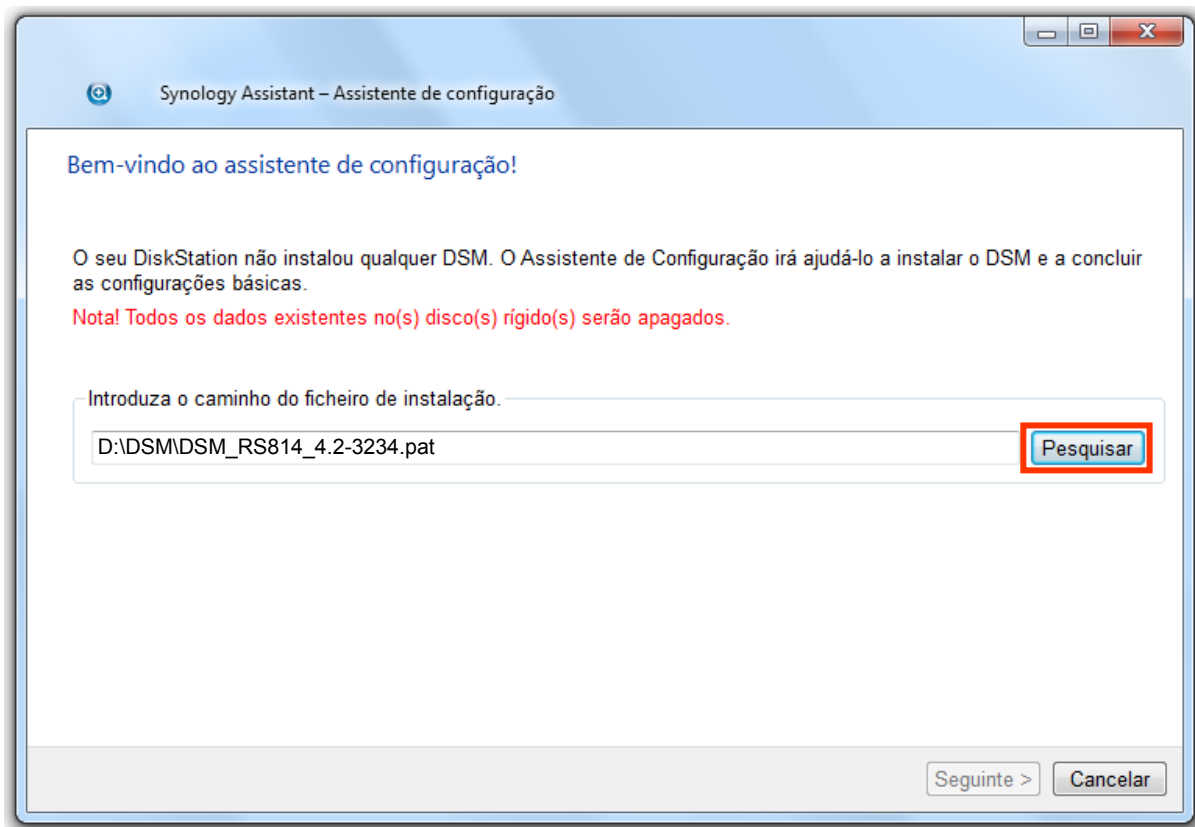 Synology Assistant – Assistente de configuração
Bem-vindo ao assistente de configuração!
O seu DiskStation não instalou qualquer DSM. O Assistente de Configuração irá ajudá-lo a instalar o DSM e a concluir
as configurações básicas.
Nota! Todos os dados existentes no(s) disco(s) rígido(s) serão apagados.
Introduza o caminho do ficheiro de instalação.
D:\DSM\DSM_RS814_4.2-3234.pat
Pesquisar
Seguinte >
Cancelar